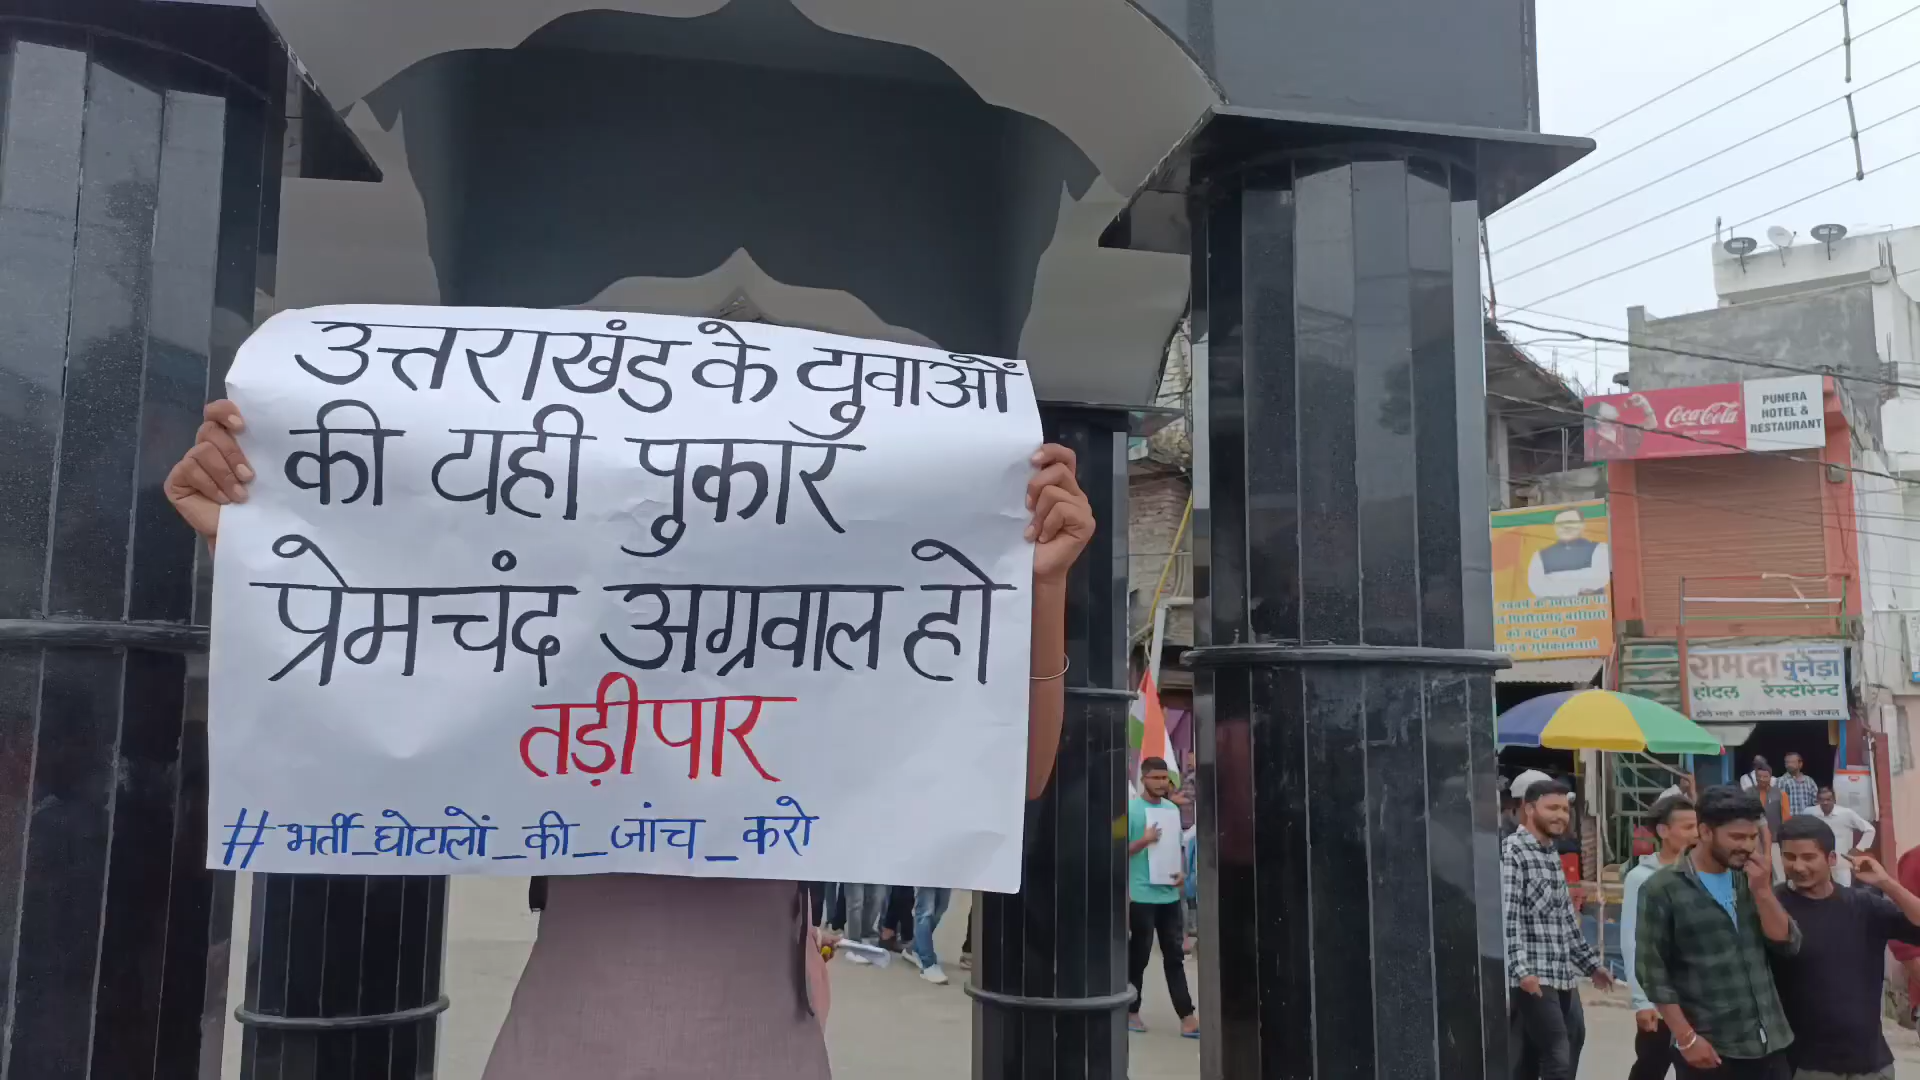 उत्तराखंड के युवाओं
की यही पुकार
प्रेमचंद अग्रवाल हो
तड़ीपार
#भर्ती_घोटालों_की_जांच_करो
Coca-Cola
PUNERA
HOTEL &
RESTAURANT
रामदा पुनेड़ा
होटल रेस्टोरेन्ट